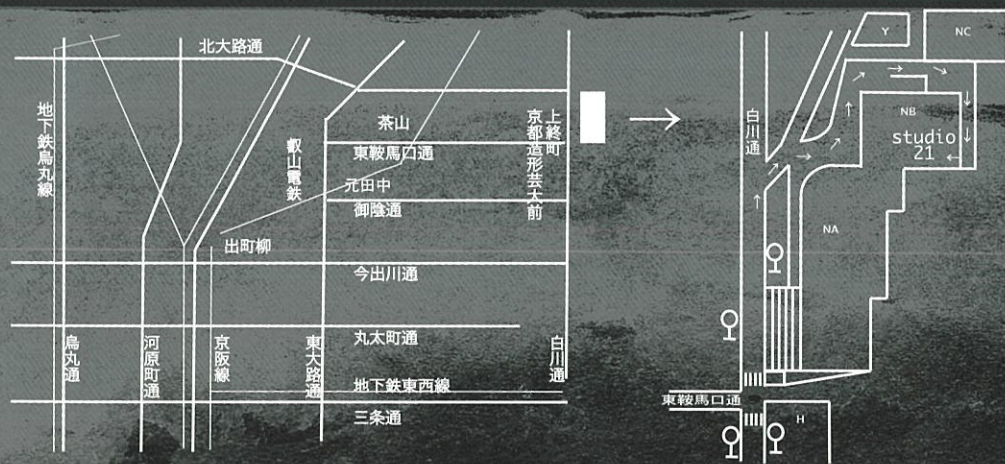 北大路通
地下鉄烏丸線
叡山電鉄
茶山
東鞍馬口通
元田中
御陰通
上終町
京都造形芸大前
出町柳
今出川通
丸太町通
烏丸通
河原町通
京阪線
東大路通
白川通
地下鉄東西線
三条通
白川通
東鞍馬口通
Y
NC
NB
studio
21
NA
H